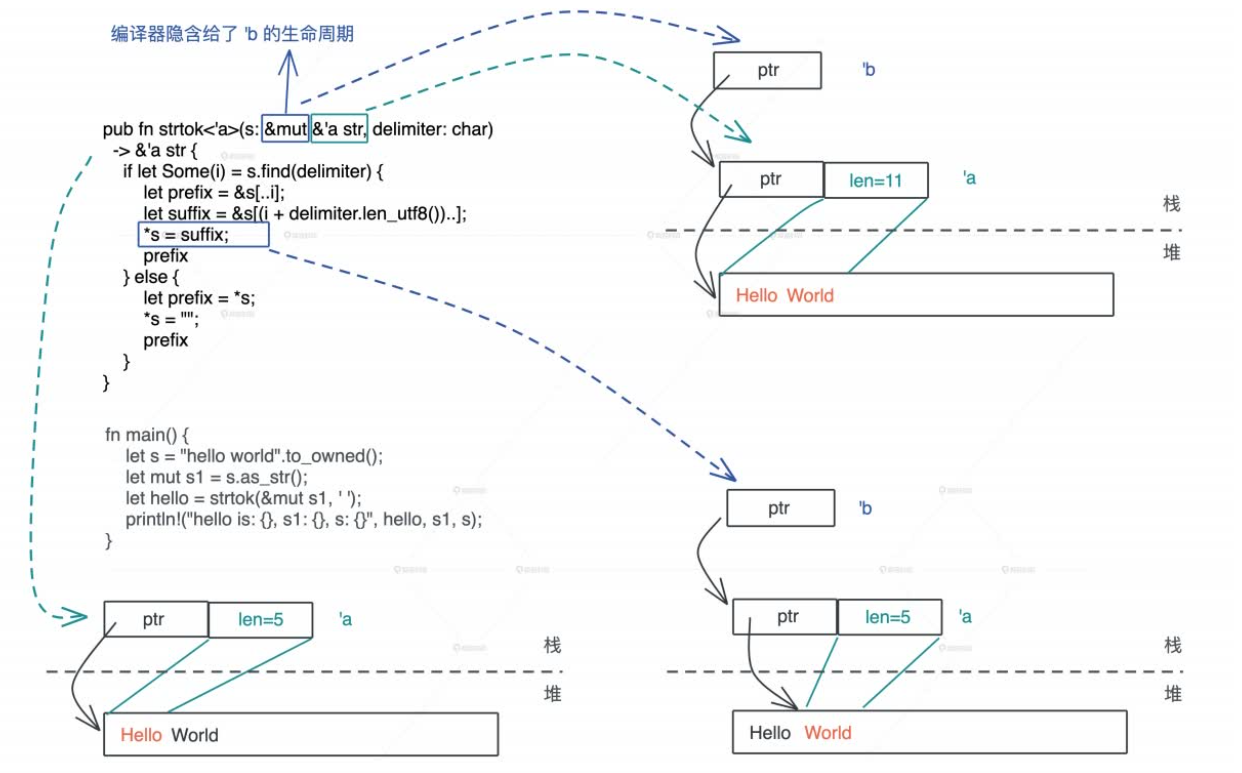 编译器隐含给了 'b 的生命周期
pub fn strtok<'a>(s: &mut &'a str, delimiter: char)
-> &'a str {
if let Some(i) = s.find(delimiter) {
let prefix = &s[..i];
let suffix = &s[(i + delimiter.len_utf8())..];
*s = suffix;
prefix
} else {
let prefix = *s;
*s = "";
prefix
}
}
fn main() {
let s = "hello world".to_owned();
let mut s1 = s.as_str();
let hello = strtok(&mut s1, ' ');
println!("hello is: {}, s1: {}, s: {}", hello, s1, s);
}
ptr 'b
ptr len=11 'a
栈
堆
Hello World
ptr len=5 'a
栈
堆
Hello World
ptr 'b
ptr len=5 'a
栈
堆
Hello World